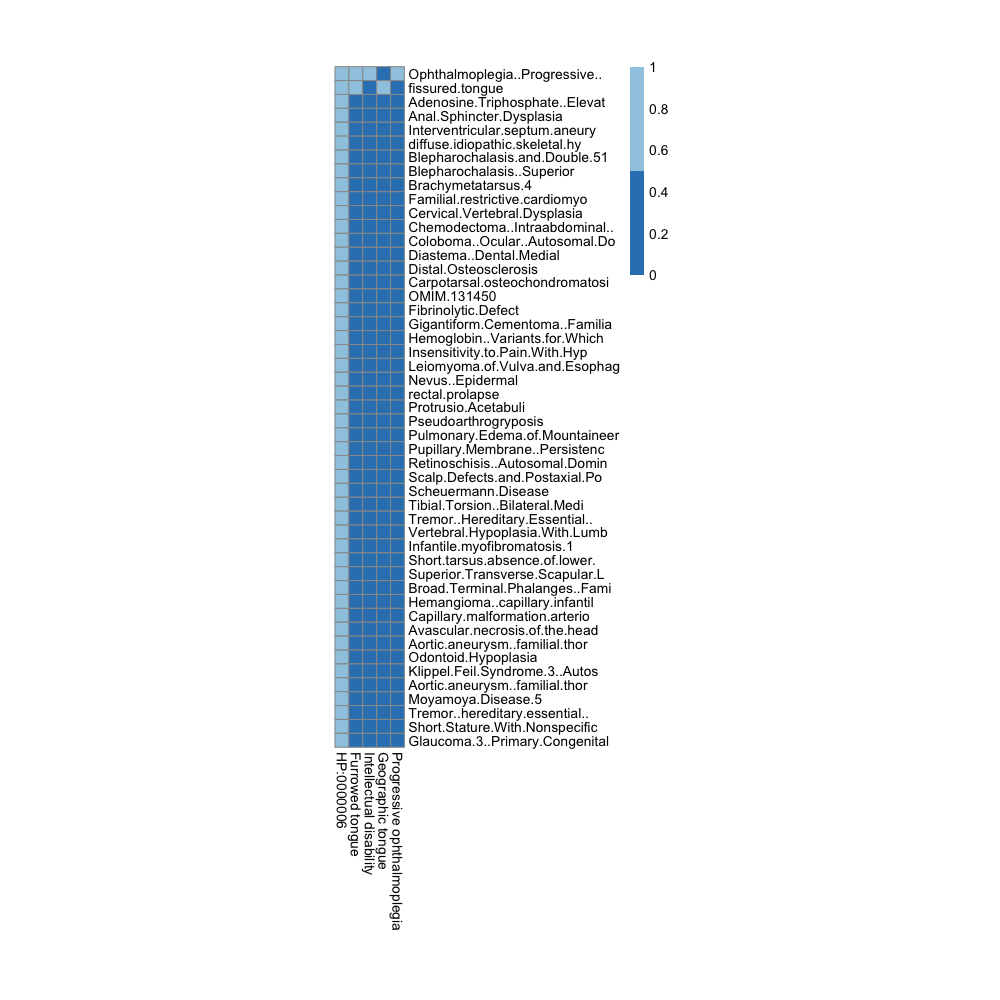 Ophthalmoplegia..Progressive..
fissured.tongue
Adenosine.Triphosphate..Elevat
Anal.Sphincter.Dysplasia
Interventricular.septum.aneury
diffuse.idiopathic.skeletal.hy
Blepharochalasis.and.Double.51
Blepharochalasis..Superior
Brachymetatarsus.4
Familial.restrictive.cardiomyo
Cervical.Vertebral.Dysplasia
Chemodectoma..Intraabdominal..
Coloboma..Ocular..Autosomal.Do
Diastema..Dental.Medial
Distal.Osteosclerosis
Carpotarsal.osteochondromatosi
OMIM.131450
Fibrinolytic.Defect
Gigantiform.Cementoma..Familia
Hemoglobin..Variants.for.Which
Insensitivity.to.Pain.With.Hyp
Leiomyoma.of.Vulva.and.Esophag
Nevus..Epidermal
rectal.prolapse
Protrusio.Acetabuli
Pseudoarthrogryposis
Pulmonary.Edema.of.Mountaineer
Pupillary.Membrane..Persistenc
Retinoschisis..Autosomal.Domin
Scalp.Defects.and.Postaxial.Po
Scheuermann.Disease
Tibial.Torsion..Bilateral.Medi
Tremor..Hereditary.Essential..
Vertebral.Hypoplasia.With.Lumb
Infantile.myofibromatosis.1
Short.tarsus.absence.of.lower.
Superior.Transverse.Scapular.L
Broad.Terminal.Phalanges..Fami
Hemangioma..capillary.infantil
Capillary.malformation.arterio
Avascular.necrosis.of.the.head
Aortic.aneurysm..familial.thor
Odontoid.Hypoplasia
Klippel.Feil.Syndrome.3..Autos
Aortic.aneurysm..familial.thor
Moyamoya.Disease.5
Tremor..hereditary.essential..
Short.Stature.With.Nonspecific
Glaucoma.3..Primary.Congenital
1
0.8
0.6
0.4
0.2
0
HP:0000006
Furrowed tongue
Intellectual disability
Geographic tongue
Progressive ophthalmoplegia